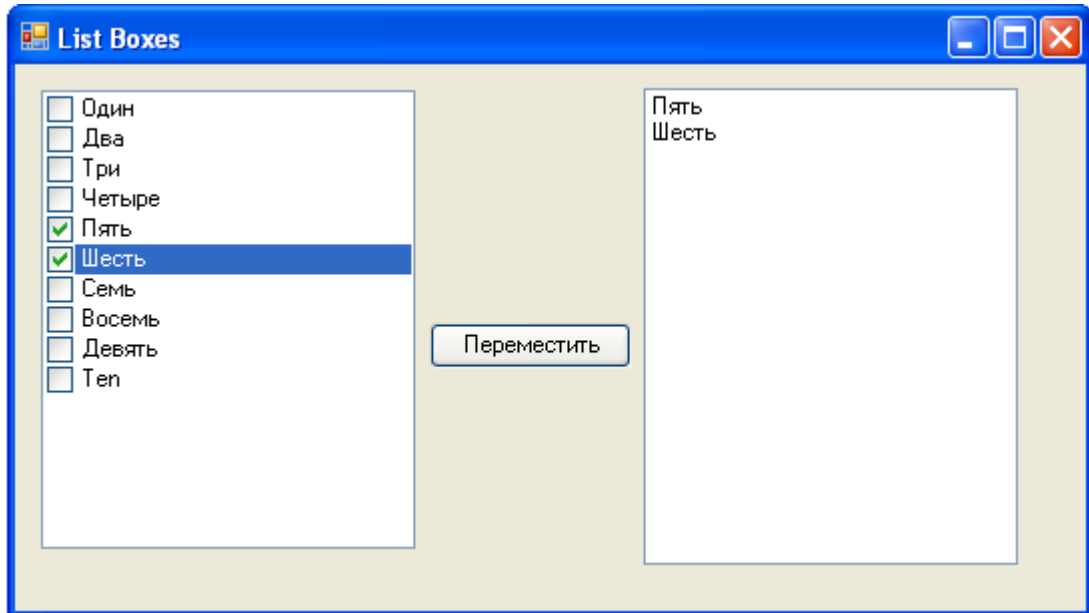 List Boxes
Один
Два
Три
Четыре
Пять
Шесть
Семь
Восемь
Девять
Ten
Переместить
Пять
Шесть